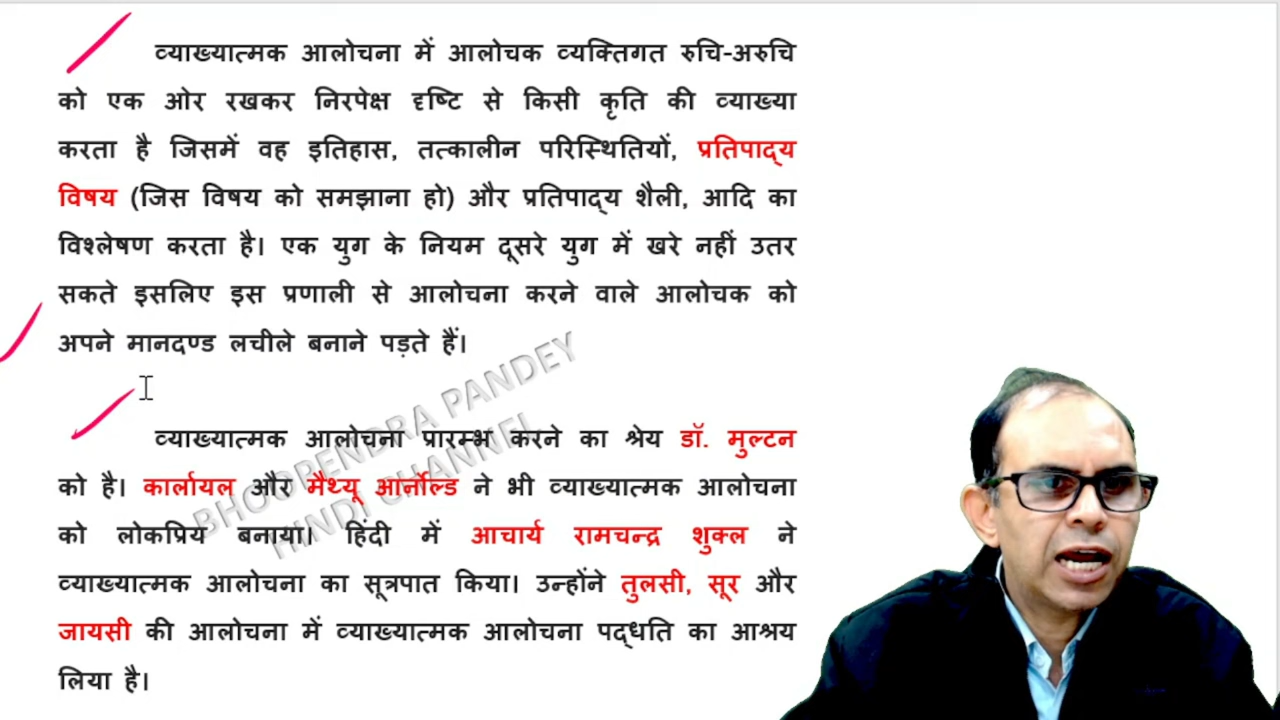 व्याख्यात्मक आलोचना में आलोचक व्यक्तिगत रुचि-अरुचि
को एक ओर रखकर निरपेक्ष दृष्टि से किसी कृति की व्याख्या
करता है जिसमें वह इतिहास, तत्कालीन परिस्थितियों, प्रतिपाद्य
विषय (जिस विषय को समझाना हो) और प्रतिपाद्य शैली, आदि का
विश्लेषण करता है। एक युग के नियम दूसरे युग में खरे नहीं उतर
सकते इसलिए इस प्रणाली से आलोचना करने वाले आलोचक को
अपने मानदण्ड लचीले बनाने पड़ते हैं।
व्याख्यात्मक आलोचना प्रारम्भ करने का श्रेय डॉ. मुल्टन
को है। कार्लायल और मैथ्यू आर्नोल्ड ने भी व्याख्यात्मक आलोचना
को लोकप्रिय बनाया। हिंदी में आचार्य रामचन्द्र शुक्ल ने
व्याख्यात्मक आलोचना का सूत्रपात किया। उन्होंने तुलसी, सूर और
जायसी की आलोचना में व्याख्यात्मक आलोचना पद्धति का आश्रय
लिया है।
BHOOPENDRA PANDEY
HINDI CHANNEL